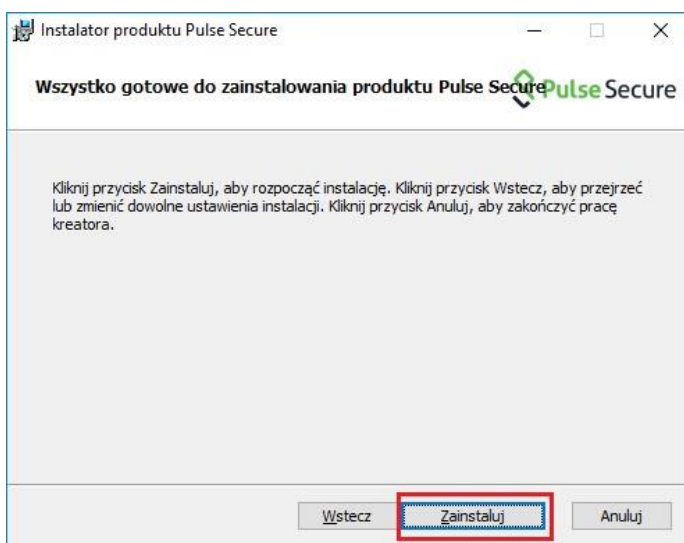 Instalator produktu Pulse Secure
Wszystko gotowe do zainstalowania produktu Pulse Secure
Pulse Secure
Kliknij przycisk Zainstaluj, aby rozpocząć instalację. Kliknij przycisk Wstecz, aby przejrzeć
lub zmienić dowolne ustawienia instalacji. Kliknij przycisk Anuluj, aby zakończyć pracę
kreatora.
Wstecz
Zainstaluj
Anuluj